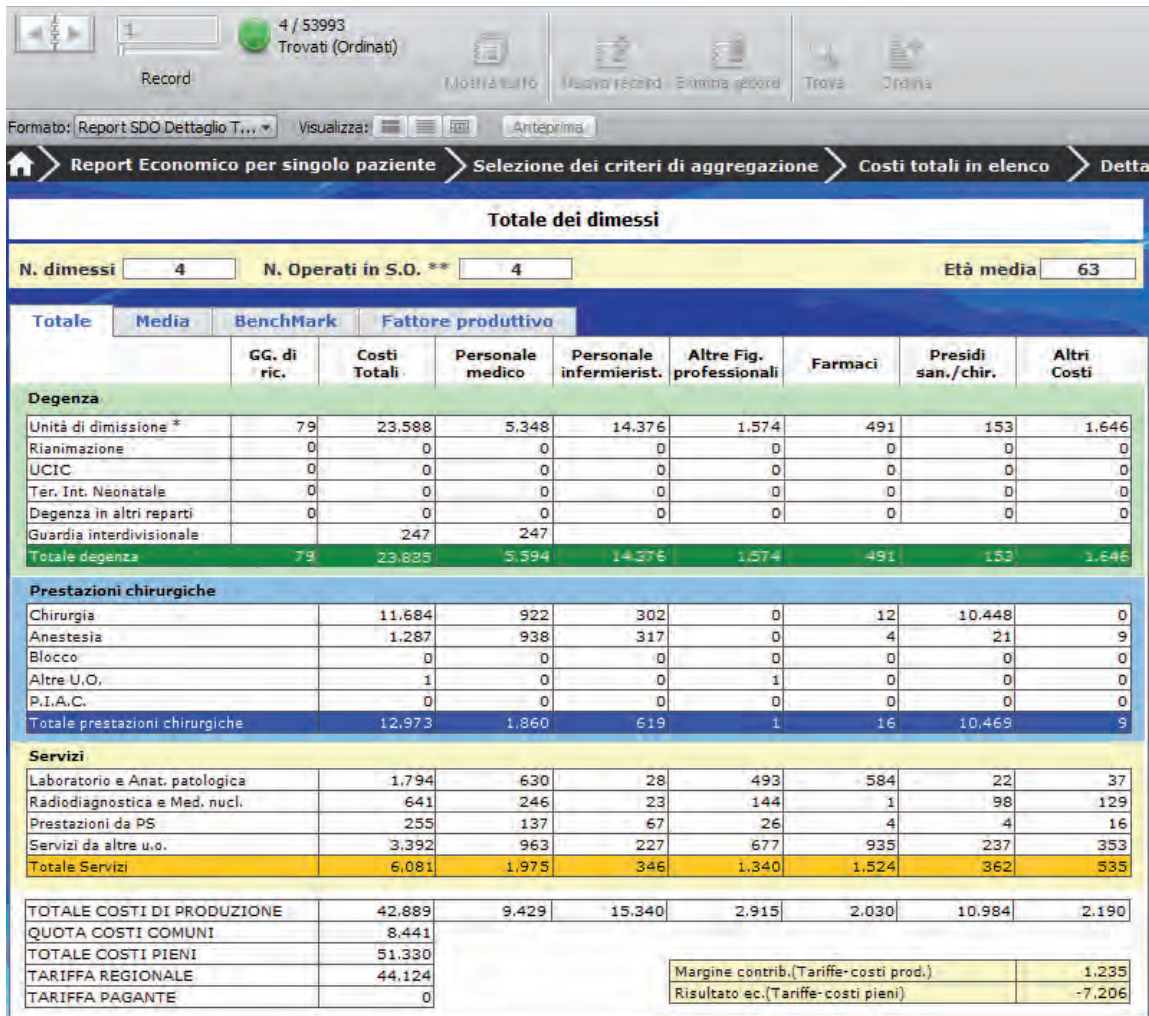 1
4 / 53993
Trovati (Ordinati)
Record
Mostra tutto Nuovo record Elimina record Trova Ordina
Formato: Report SDO Dettaglio T... Visualizza: Anteprima
Report Economico per singolo paziente Selezione dei criteri di aggregazione Costi totali in elenco Detta
Totale dei dimessi
N. dimessi 4 N. Operati in S.O. ** 4 Età media 63
Totale Media BenchMark Fattore produttivo
GG. di ric. Costi Totali Personale medico Personale infermierist. Altre Fig. professionali Farmaci Presidi san./chir. Altri Costi
Degenza
Unità di dimissione * 79 23.588 5.348 14.376 1.574 491 153 1.646
Rianimazione 0 0 0 0 0 0 0 0
UCIC 0 0 0 0 0 0 0 0
Ter. Int. Neonatale 0 0 0 0 0 0 0 0
Degenza in altri reparti 0 0 0 0 0 0 0 0
Guardia interdivisionale 247 247
Totale degenza 79 23.835 5.594 14.376 1.574 491 153 1.646
Prestazioni chirurgiche
Chirurgia 11.684 922 302 0 12 10.448 0
Anestesia 1.287 938 317 0 4 21 9
Blocco 0 0 0 0 0 0 0
Altre U.O. 1 0 0 1 0 0 0
P.I.A.C. 0 0 0 0 0 0 0
Totale prestazioni chirurgiche 12.973 1.860 619 1 16 10.469 9
Servizi
Laboratorio e Anat. patologica 1.794 630 28 493 584 22 37
Radiodiagnostica e Med. nucl. 641 246 23 144 1 98 129
Prestazioni da PS 255 137 67 26 4 4 16
Servizi da altre u.o. 3.392 963 227 677 935 237 353
Totale Servizi 6.081 1.975 346 1.340 1.524 362 535
TOTALE COSTI DI PRODUZIONE 42.889 9.429 15.340 2.915 2.030 10.984 2.190
QUOTA COSTI COMUNI 8.441
TOTALE COSTI PIENI 51.330
TARIFFA REGIONALE 44.124 Margine contrib.(Tariffe-costi prod.) 1.235
TARIFFA PAGANTE 0 Risultato ec.(Tariffe-costi pieni) -7.206